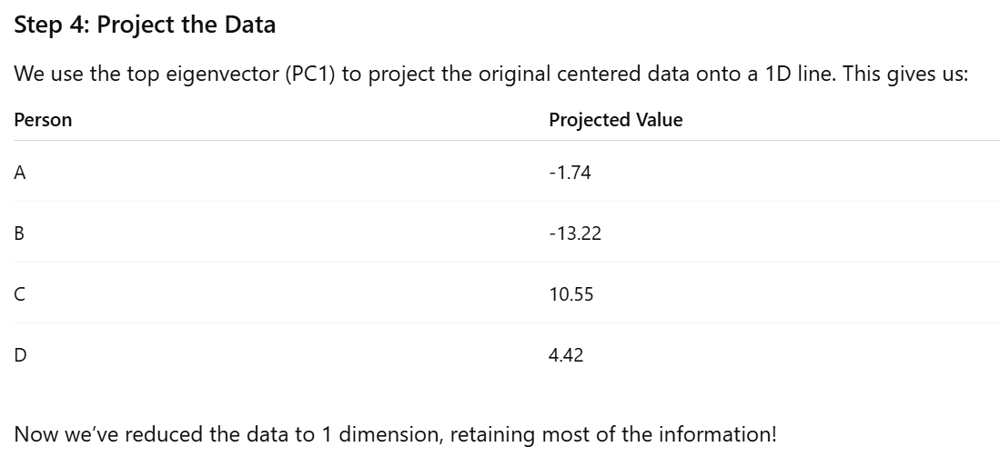 Step 4: Project the Data
We use the top eigenvector (PC1) to project the original centered data onto a 1D line. This gives us:
Person Projected Value
A -1.74
B -13.22
C 10.55
D 4.42
Now we’ve reduced the data to 1 dimension, retaining most of the information!